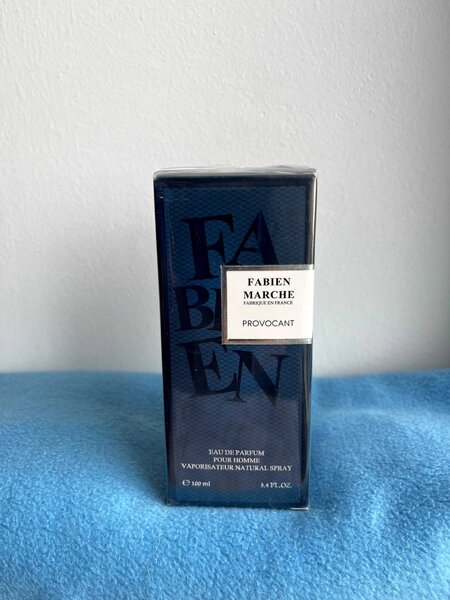 FA
BI
EN
FABIEN
MARCHE
FABRIQUE EN FRANCE
PROVOCANT
EAU DE PARFUM
POUR HOMME
VAPORISATEUR NATURAL SPRAY
℮ 100 ml 3.4 FL.OZ.